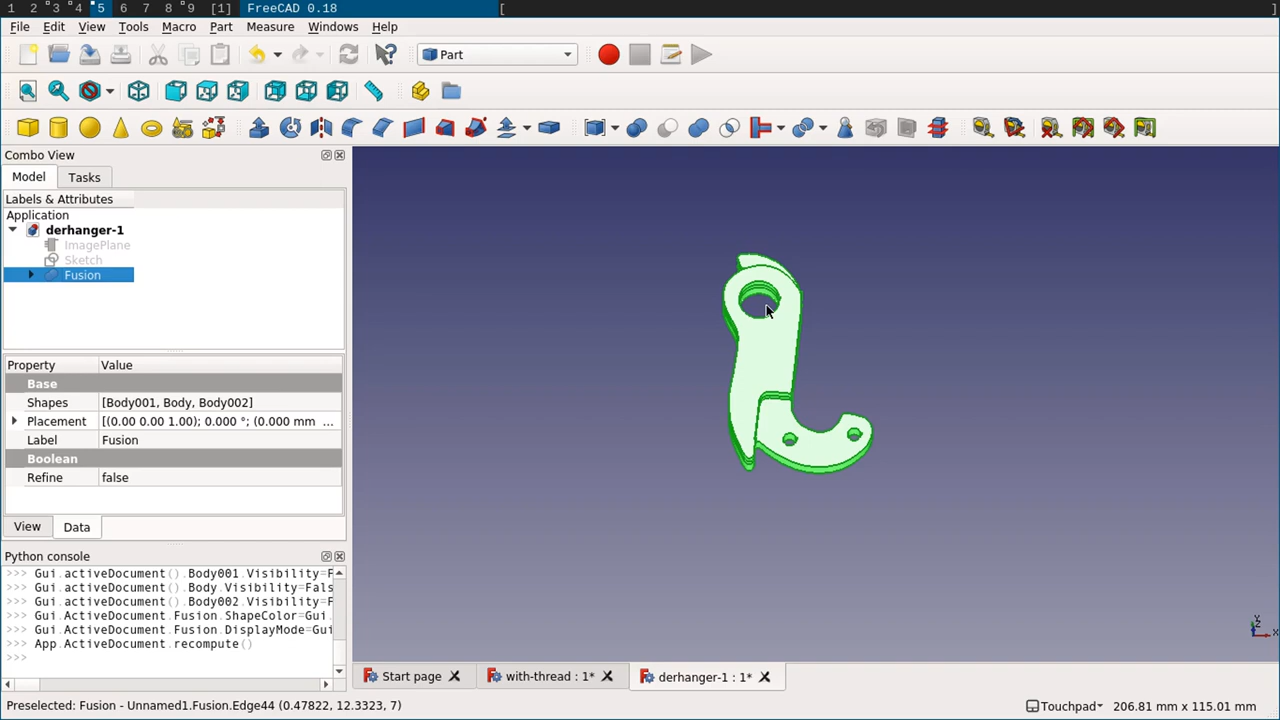 1 2 °3 °4 5 6 7 °8 °9 [1] FreeCAD 0.18 [ ]
File Edit View Tools Macro Part Measure Windows Help
Part
Combo View
Model Tasks
Labels & Attributes
Application
derhanger-1
ImagePlane
Sketch
Fusion
Property Value
Base
Shapes [Body001, Body, Body002]
Placement [(0.00 0.00 1.00); 0.000 °; (0.000 mm ...
Label Fusion
Boolean
Refine false
View Data
Python console
>>> Gui.activeDocument().Body001.Visibility=F
>>> Gui.activeDocument().Body.Visibility=Fals
>>> Gui.activeDocument().Body002.Visibility=F
>>> Gui.ActiveDocument.Fusion.ShapeColor=Gui.
>>> Gui.ActiveDocument.Fusion.DisplayMode=Gui
>>> App.ActiveDocument.recompute()
>>>
Start page with-thread : 1* derhanger-1 : 1*
Preselected: Fusion - Unnamed1.Fusion.Edge44 (0.47822, 12.3323, 7) Touchpad 206.81 mm x 115.01 mm